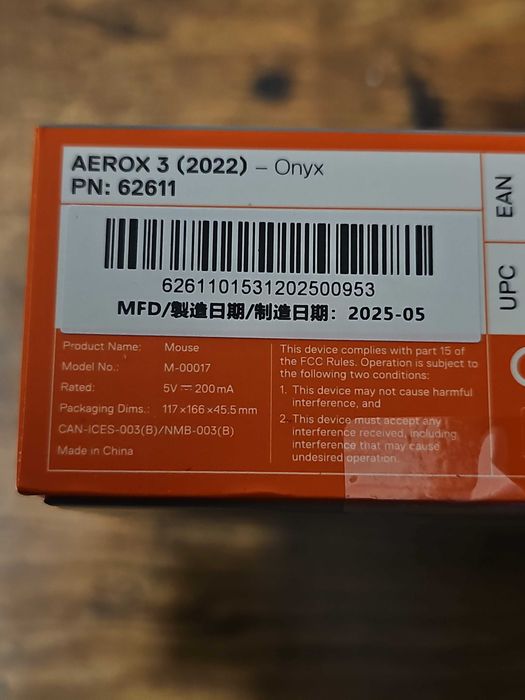 AEROX 3 (2022) – Onyx
PN: 62611
6261101531202500953
MFD/製造日期/制造日期: 2025-05
Product Name: Mouse
Model No.: M-00017
Rated: 5V ⎓ 200mA
Packaging Dims.: 117 x 166 x 45.5 mm
CAN-ICES-003(B)/NMB-003(B)
Made in China
This device complies with part 15 of
the FCC Rules. Operation is subject to
the following two conditions:
1. This device may not cause harmful
interference, and
2. This device must accept any
interference received, including
interference that may cause
undesired operation.
EAN
UPC